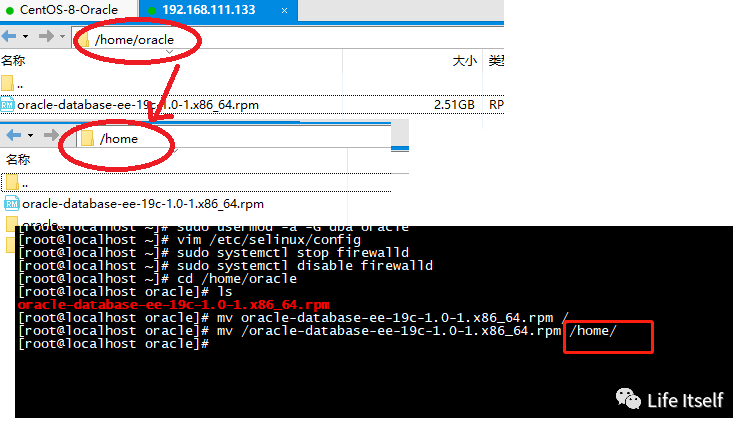 CentOS-8-Oracle
192.168.111.133 ×
/home/oracle
名称 大小 类型
..
oracle-database-ee-19c-1.0-1.x86_64.rpm 2.51GB RP
/home
名称
..
oracle-database-ee-19c-1.0-1.x86_64.rpm
oracle
[root@localhost ~]# sudo usermod -a -G dba oracle
[root@localhost ~]# vim /etc/selinux/config
[root@localhost ~]# sudo systemctl stop firewalld
[root@localhost ~]# sudo systemctl disable firewalld
[root@localhost ~]# cd /home/oracle
[root@localhost oracle]# ls
oracle-database-ee-19c-1.0-1.x86_64.rpm
[root@localhost oracle]# mv oracle-database-ee-19c-1.0-1.x86_64.rpm /
[root@localhost oracle]# mv /oracle-database-ee-19c-1.0-1.x86_64.rpm /home/
[root@localhost oracle]#
Life Itself